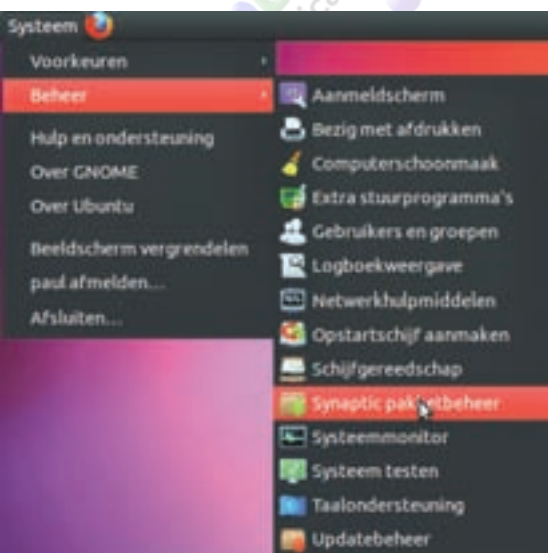 Systeem
Voorkeuren
Beheer
Hulp en ondersteuning
Over GNOME
Over Ubuntu
Beeldscherm vergrendelen
paul afmelden...
Afsluiten...
Aanmeldscherm
Bezig met afdrukken
Computerschoonmaak
Extra stuurprogramma's
Gebruikers en groepen
Logboekweergave
Netwerkhulpmiddelen
Opstartschijf aanmaken
Schijfgereedschap
Synaptic pakketbeheer
Systeemmonitor
Systeem testen
Taalondersteuning
Updatebeheer